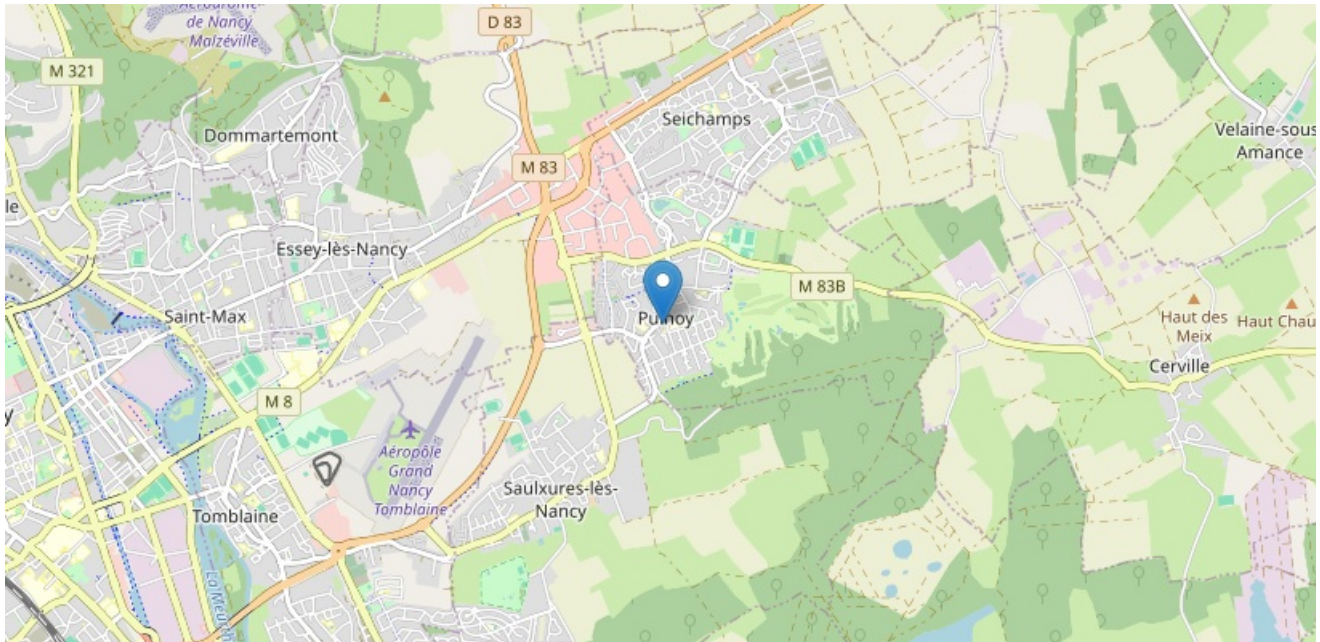 de Nancy
Malzéville
D 83
M 321
Dommartemont
Seichamps
Velaine-sous-
Amance
M 83
le
Essey-lès-Nancy
M 83B
Saint-Max
Haut des
Meix
Haut Chau
Cerville
M 8
y
Aéropôle
Grand
Nancy
Tomblaine
Saulxures-lès-
Nancy
Tomblaine